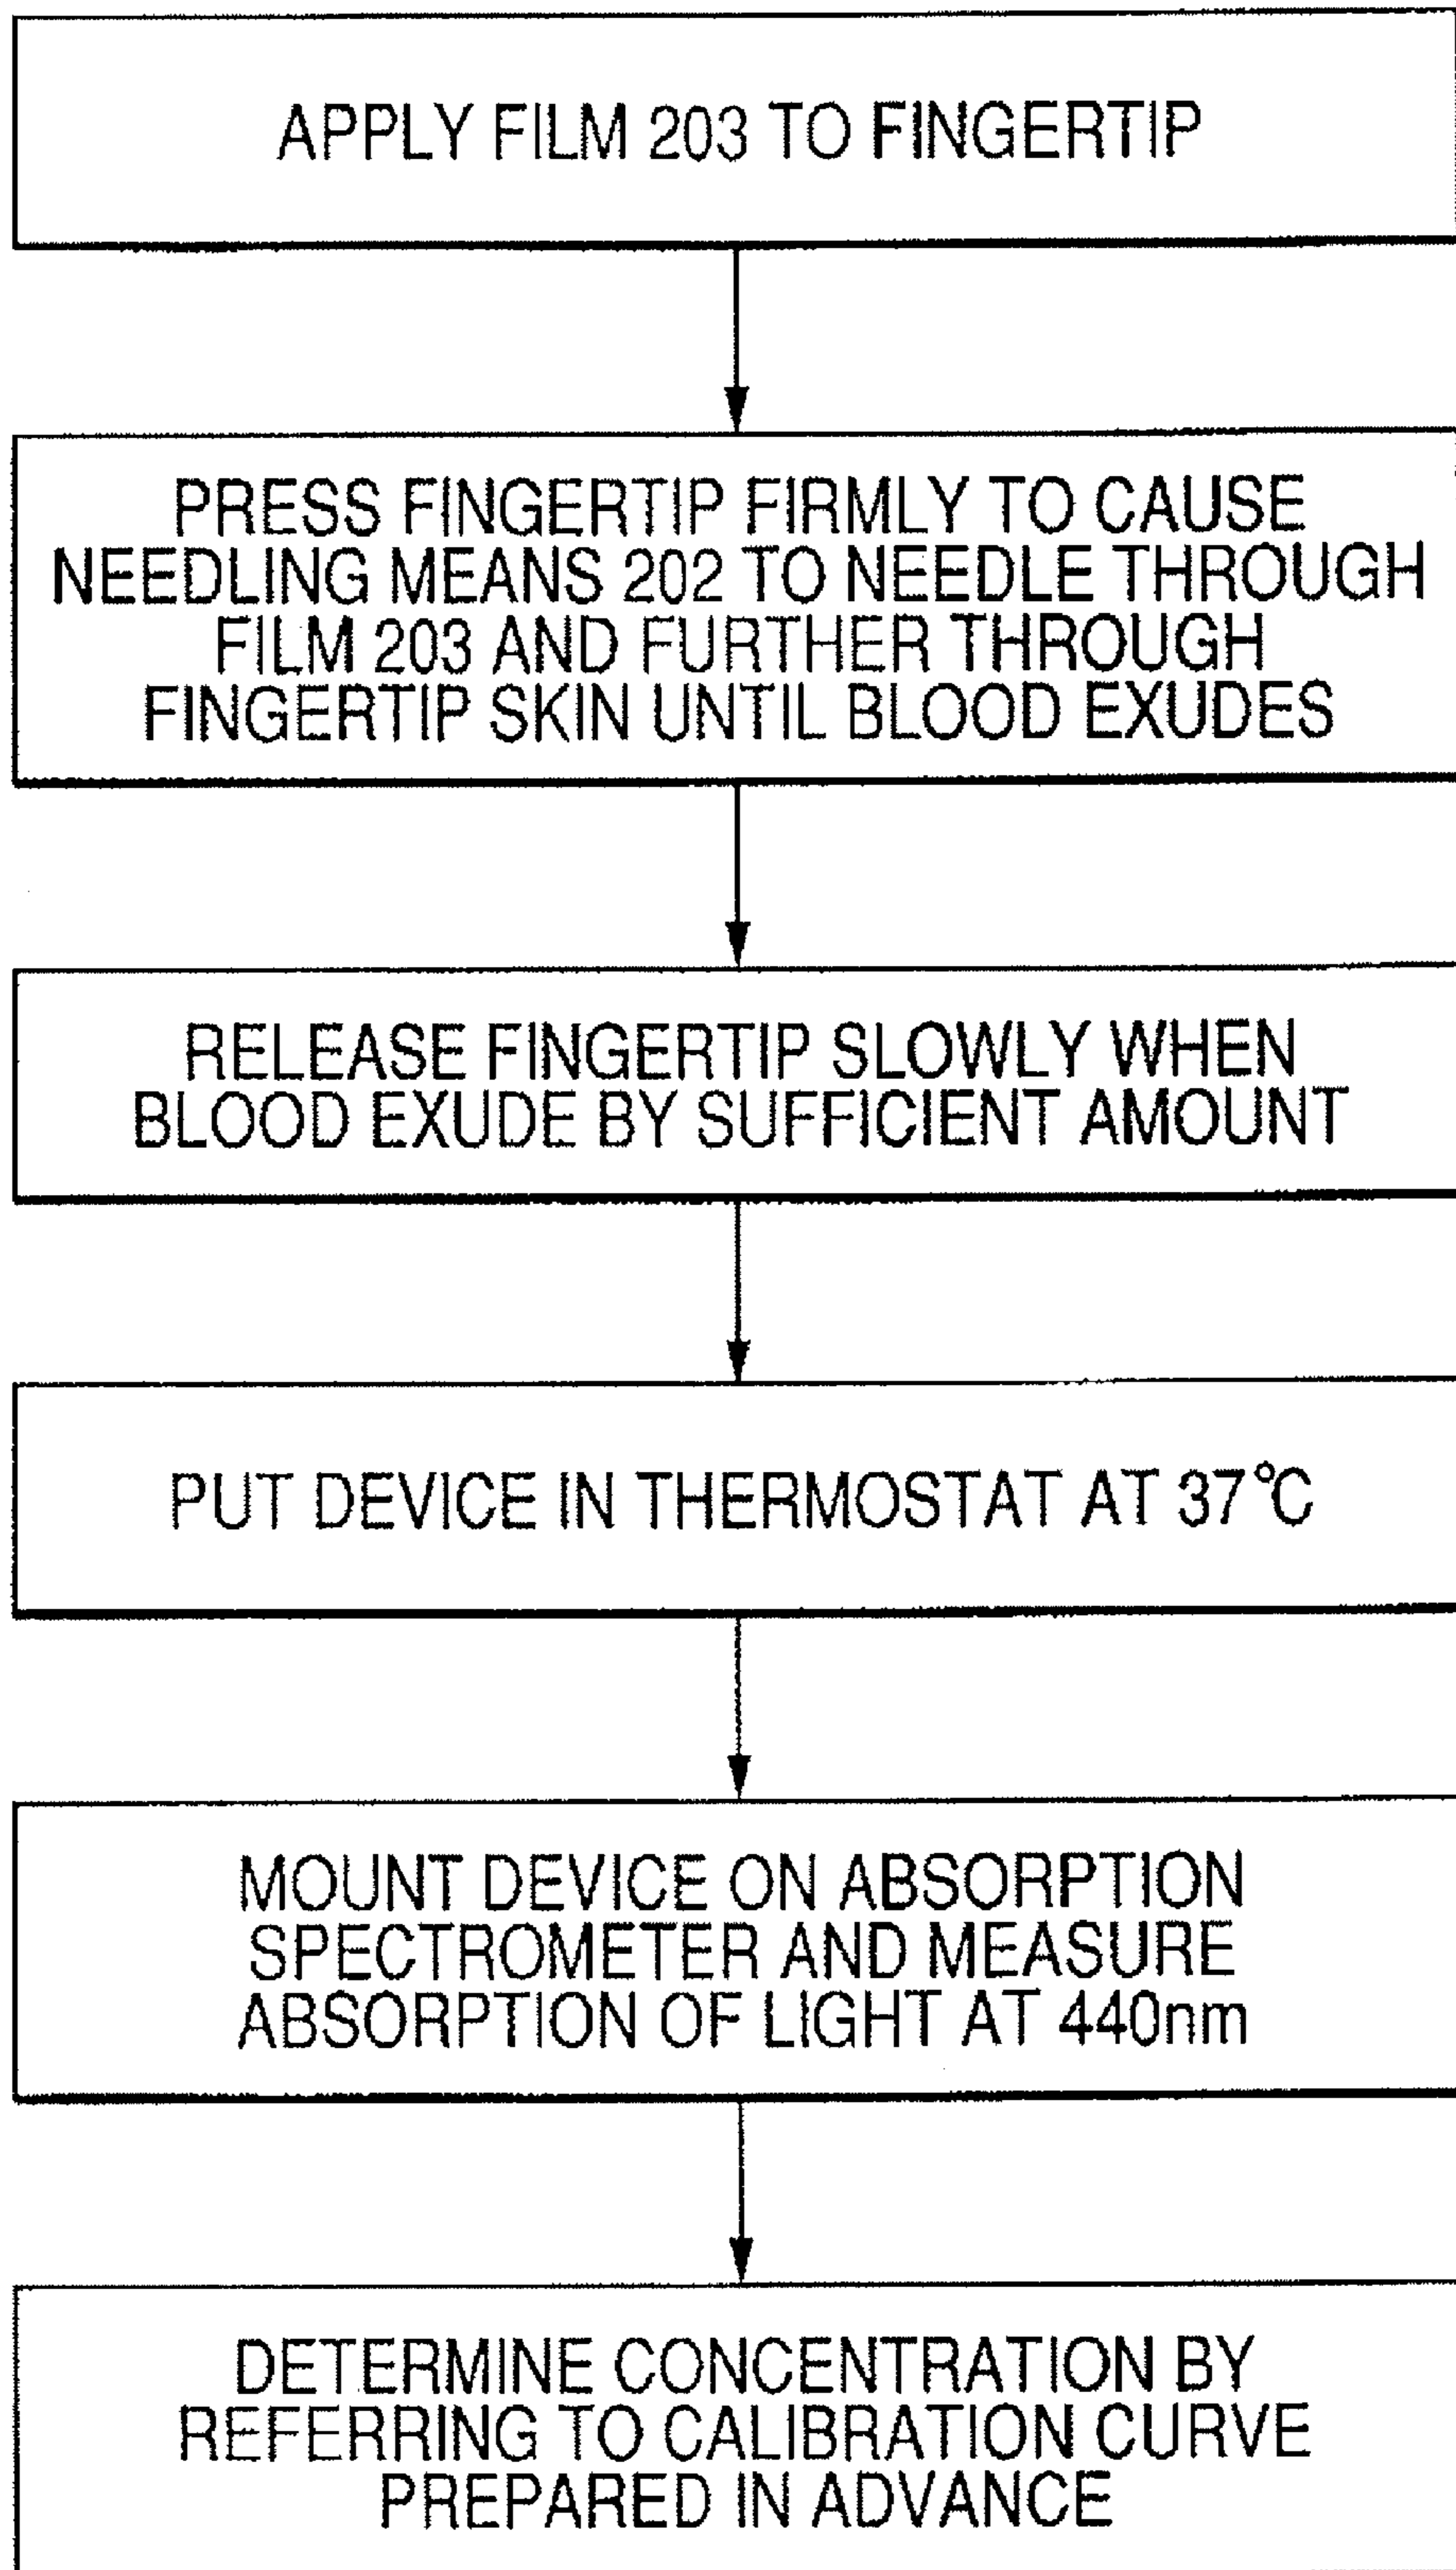 APPLY FILM 203 TO FINGERTIP
PRESS FINGERTIP FIRMLY TO CAUSE
NEEDLING MEANS 202 TO NEEDLE THROUGH
FILM 203 AND FURTHER THROUGH
FINGERTIP SKIN UNTIL BLOOD EXUDES
RELEASE FINGERTIP SLOWLY WHEN
BLOOD EXUDE BY SUFFICIENT AMOUNT
PUT DEVICE IN THERMOSTAT AT 37°C
MOUNT DEVICE ON ABSORPTION
SPECTROMETER AND MEASURE
ABSORPTION OF LIGHT AT 440nm
DETERMINE CONCENTRATION BY
REFERRING TO CALIBRATION CURVE
PREPARED IN ADVANCE